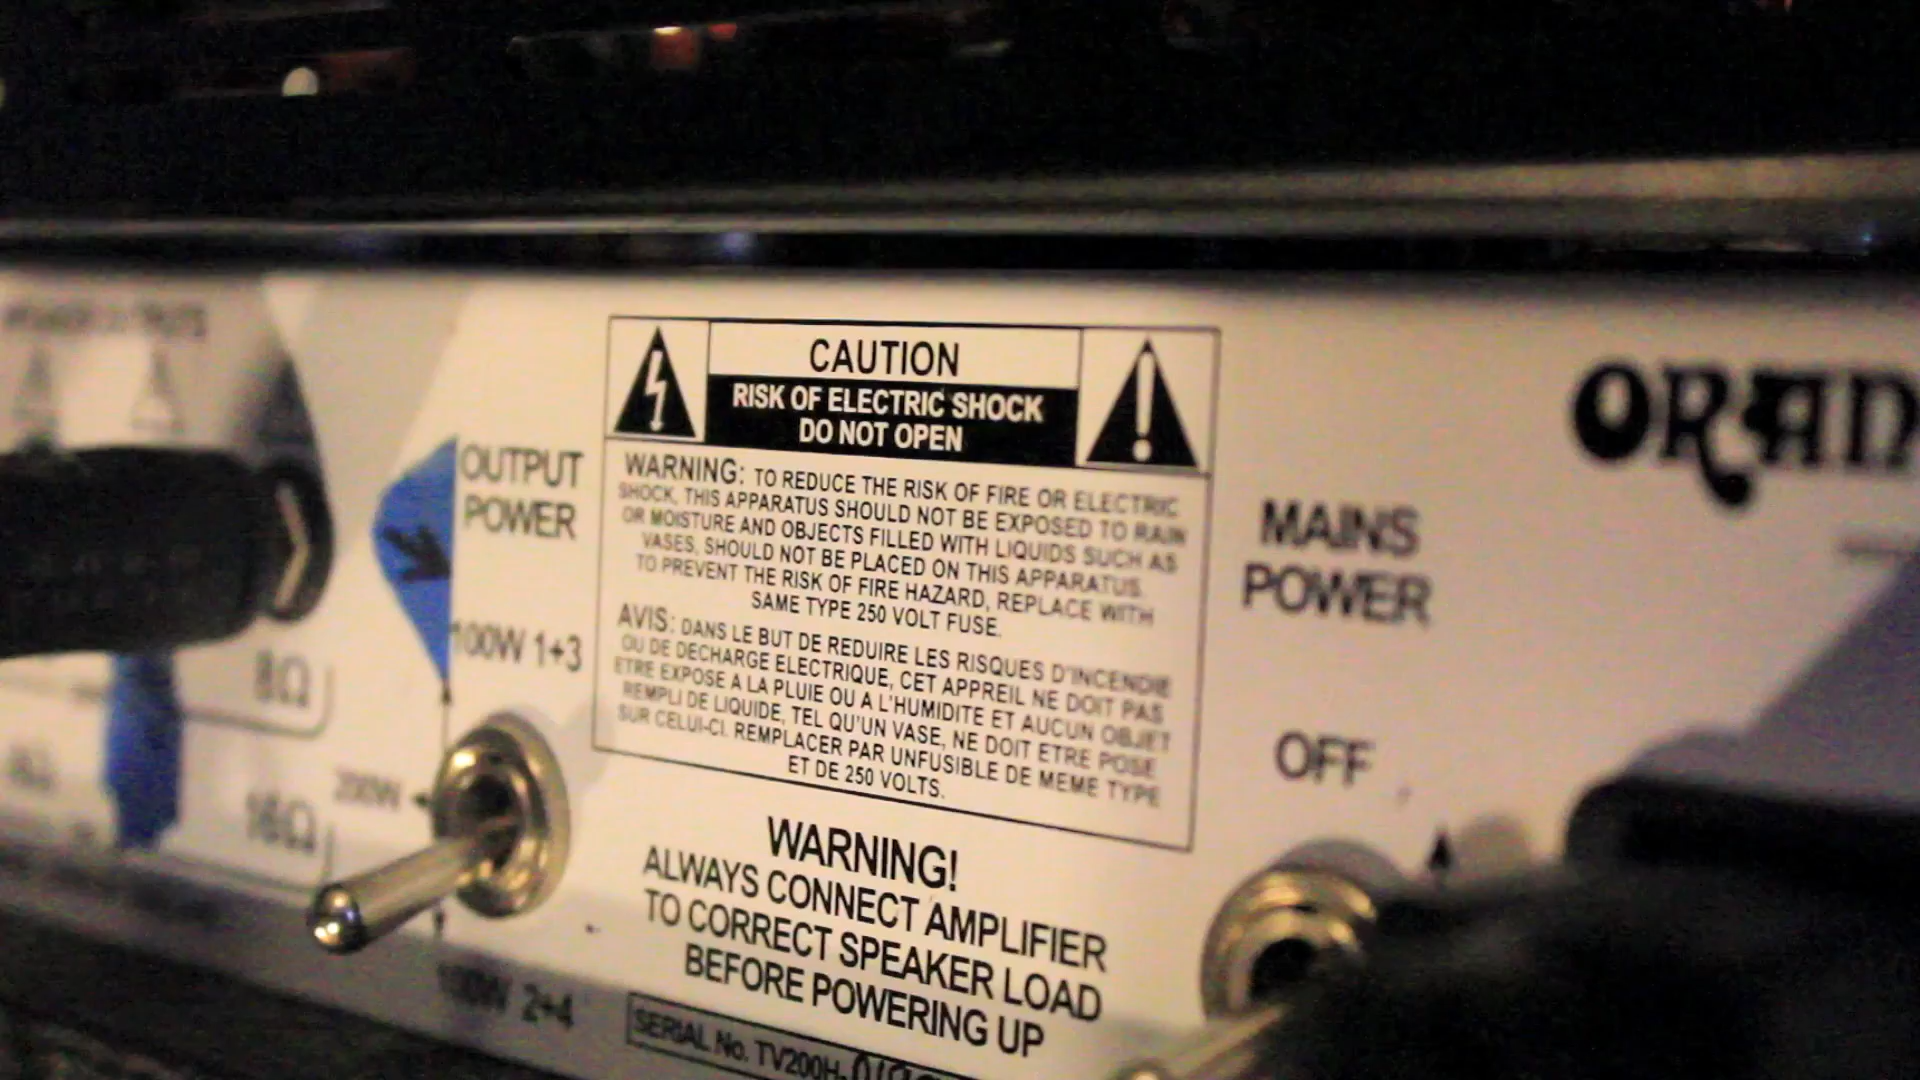 CAUTION
RISK OF ELECTRIC SHOCK
DO NOT OPEN
WARNING: TO REDUCE THE RISK OF FIRE OR ELECTRIC
SHOCK, THIS APPARATUS SHOULD NOT BE EXPOSED TO RAIN
OR MOISTURE AND OBJECTS FILLED WITH LIQUIDS SUCH AS
VASES, SHOULD NOT BE PLACED ON THIS APPARATUS.
TO PREVENT THE RISK OF FIRE HAZARD, REPLACE WITH
SAME TYPE 250 VOLT FUSE.
AVIS: DANS LE BUT DE REDUIRE LES RISQUES D'INCENDIE
OU DE DECHARGE ELECTRIQUE, CET APPREIL NE DOIT PAS
ETRE EXPOSE A LA PLUIE OU A L'HUMIDITE ET AUCUN OBJET
REMPLI DE LIQUIDE, TEL QU'UN VASE, NE DOIT ETRE POSE
SUR CELUI-CI. REMPLACER PAR UNFUSIBLE DE MEME TYPE
ET DE 250 VOLTS.
WARNING!
ALWAYS CONNECT AMPLIFIER
TO CORRECT SPEAKER LOAD
BEFORE POWERING UP
SERIAL No. TV200H
OUTPUT
POWER
100W 1+3
200W
100W 2+4
8Ω
16Ω
MAINS
POWER
OFF
ORAN